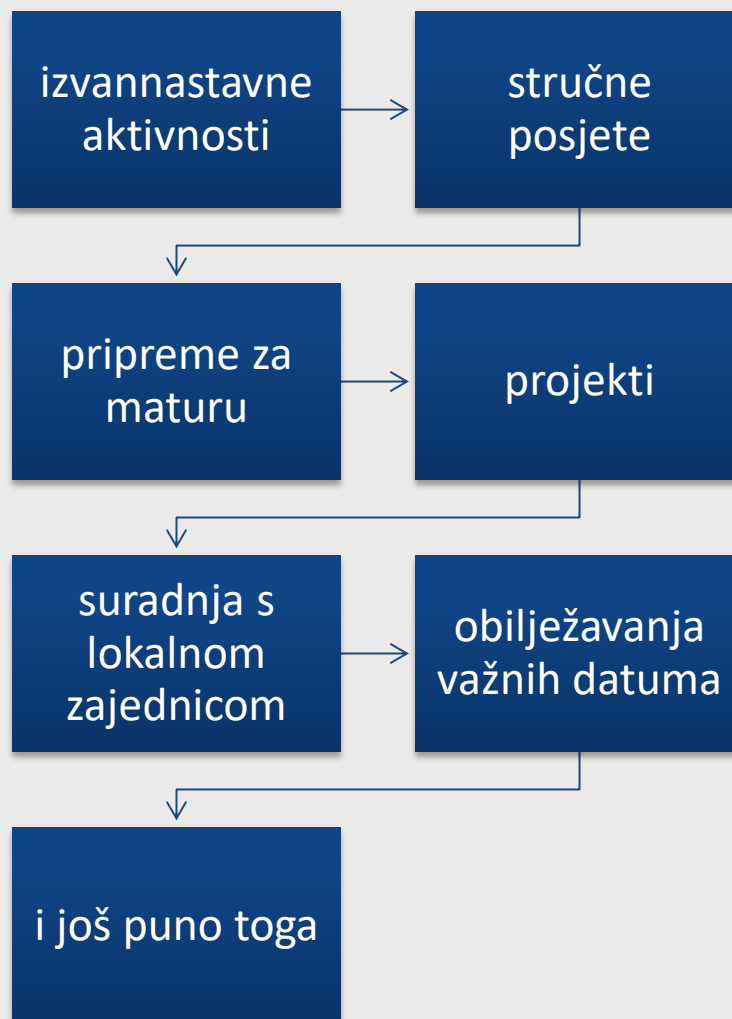 izvannastavne
aktivnosti
stručne
posjete
pripreme za
maturu
projekti
suradnja s
lokalnom
zajednicom
obilježavanja
važnih datuma
i još puno toga